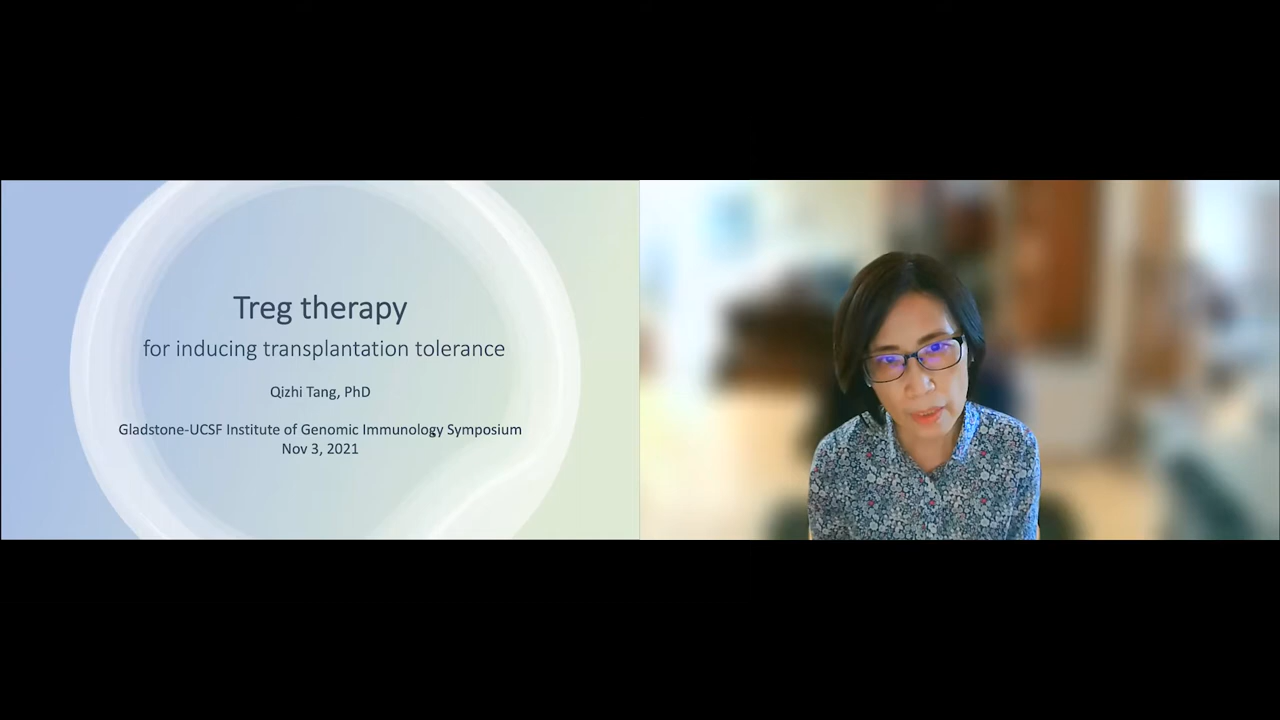 Treg therapy
for inducing transplantation tolerance
Qizhi Tang, PhD
Gladstone-UCSF Institute of Genomic Immunology Symposium
Nov 3, 2021